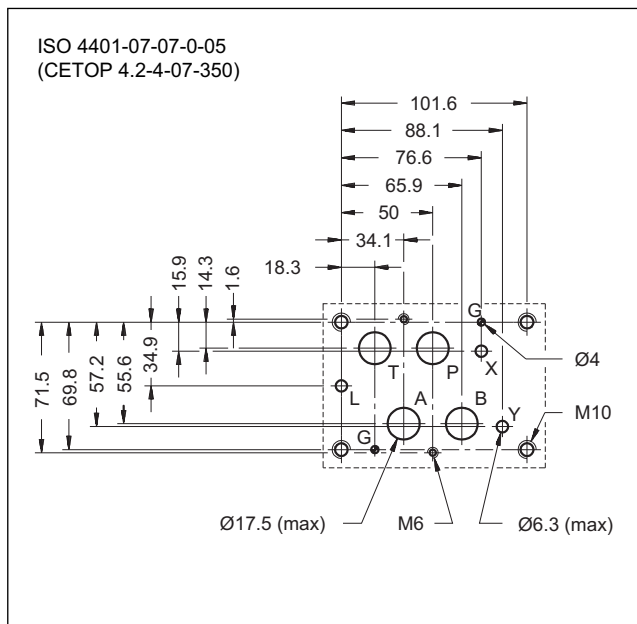 ISO 4401-07-07-0-05
(CETOP 4.2-4-07-350)
101.6
88.1
76.6
65.9
50
34.1
18.3
15.9
14.3
1.6
G
Ø4
71.5
69.8
57.2
55.6
34.9
T
P
X
L
A
B
Y
M10
G
Ø17.5 (max)
M6
Ø6.3 (max)